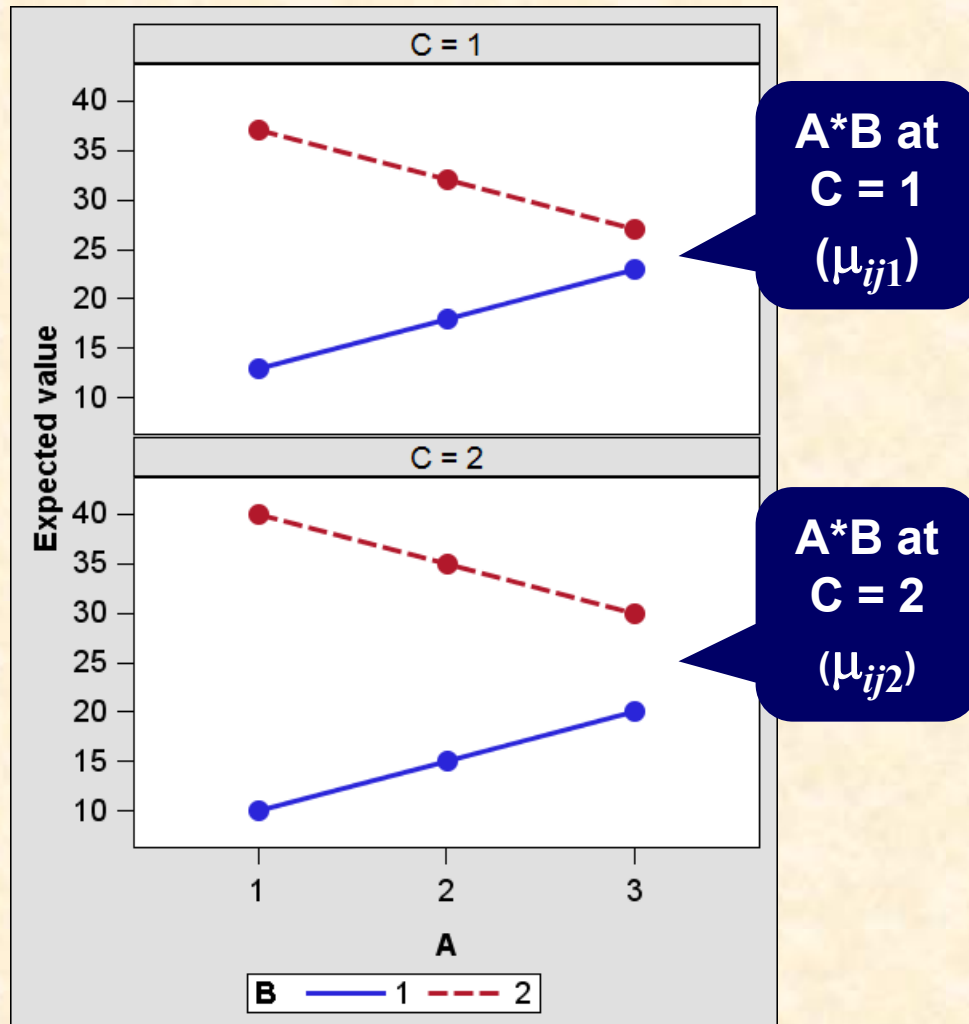 C = 1
40
35
30
25
20
15
10
A*B at
C = 1
(μij1)
Expected value
C = 2
40
35
30
25
20
15
10
A*B at
C = 2
(μij2)
1 2 3
A
B 1 2